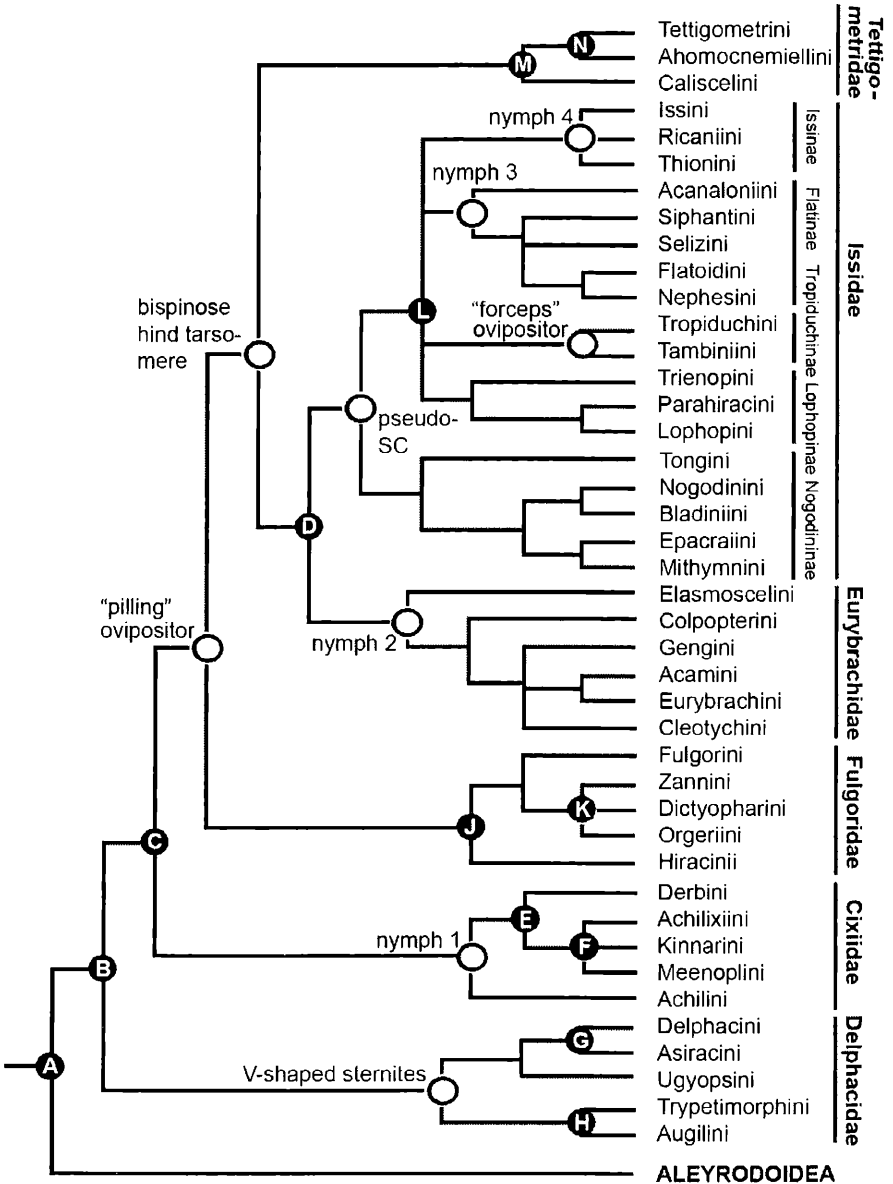 Tettigometrini
Ahomocnemiellini
Caliscelini
Issini
Ricaniini
Thionini
Acanaloniini
Siphantini
Selizini
Flatoidini
Nephesini
Tropiduchini
Tambiniini
Trienopini
Parahiracini
Lophopini
Tongini
Nogodinini
Bladiniini
Epacraiini
Mithymnini
Elasmoscelini
Colpopterini
Gengini
Acamini
Eurybrachini
Cleotychini
Fulgorini
Zannini
Dictyopharini
Orgeriini
Hiracinii
Derbini
Achilixiini
Kinnarini
Meenoplini
Achilini
Delphacini
Asiracini
Ugyopsini
Trypetimorphini
Augilini
ALEYRODOIDEA
Tettigo-
metridae
Issidae
Eurybrachidae
Fulgoridae
Cixiidae
Delphacidae
Issinae
Flatinae
Tropiduchinae
Lophopinae
Nogodininae
N
M
nymph 4
nymph 3
L
"forceps"
ovipositor
bispinose
hind tarso-
mere
pseudo-
SC
D
"pilling"
ovipositor
nymph 2
K
J
C
E
F
nymph 1
B
G
V-shaped sternites
H
A